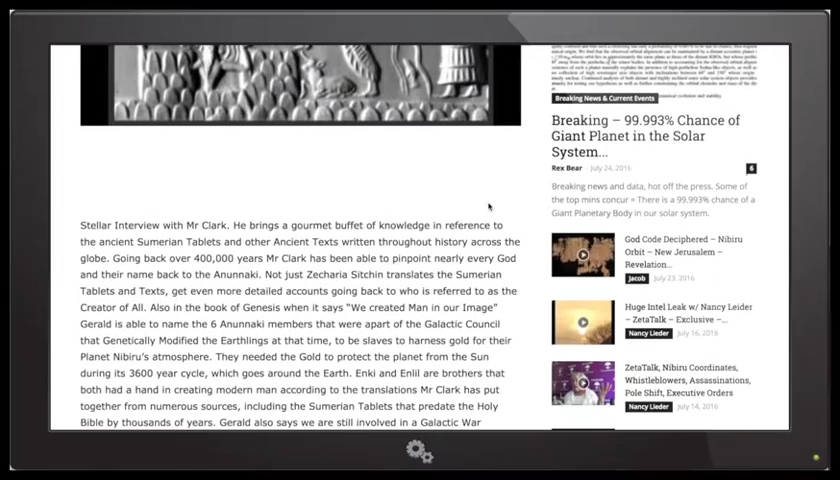 Stellar Interview with Mr Clark. He brings a gourmet buffet of knowledge in reference to
the ancient Sumerian Tablets and other Ancient Texts written throughout history across the
globe. Going back over 400,000 years Mr Clark has been able to pinpoint nearly every God
and their name back to the Anunnaki. Not just Zecharia Sitchin translates the Sumerian
Tablets and Texts, get even more detailed accounts going back to who is referred to as the
Creator of All. Also in the book of Genesis when it says “We created Man in our Image”
Gerald is able to name the 6 Anunnaki members that were apart of the Galactic Council
that Genetically Modified the Earthlings at that time, to be slaves to harness gold for their
Planet Nibiru’s atmosphere. They needed the Gold to protect the planet from the Sun
during its 3600 year cycle, which goes around the Earth. Enki and Enlil are brothers that
both had a hand in creating modern man according to the translations Mr Clark has put
together from numerous sources, including the Sumerian Tablets that predate the Holy
Bible by thousands of years. Gerald also says we are still involved in a Galactic War
Breaking News & Current Events
Breaking – 99.993% Chance of
Giant Planet in the Solar
System...
Rex Bear - July 24, 2016
6
Breaking news and data, hot off the press. Some of
the top mins concur = There is a 99.993% chance of a
Giant Planetary Body in our solar system.
God Code Deciphered – Nibiru
Orbit – New Jerusalem –
Revelation...
Jacob - July 23, 2016
Huge Intel Leak w/ Nancy Leider
– ZetaTalk – Exclusive –...
Nancy Lieder - July 16, 2016
ZetaTalk, Nibiru Coordinates,
Whistleblowers, Assassinations,
Pole Shift, Executive Orders
Nancy Lieder - July 14, 2016